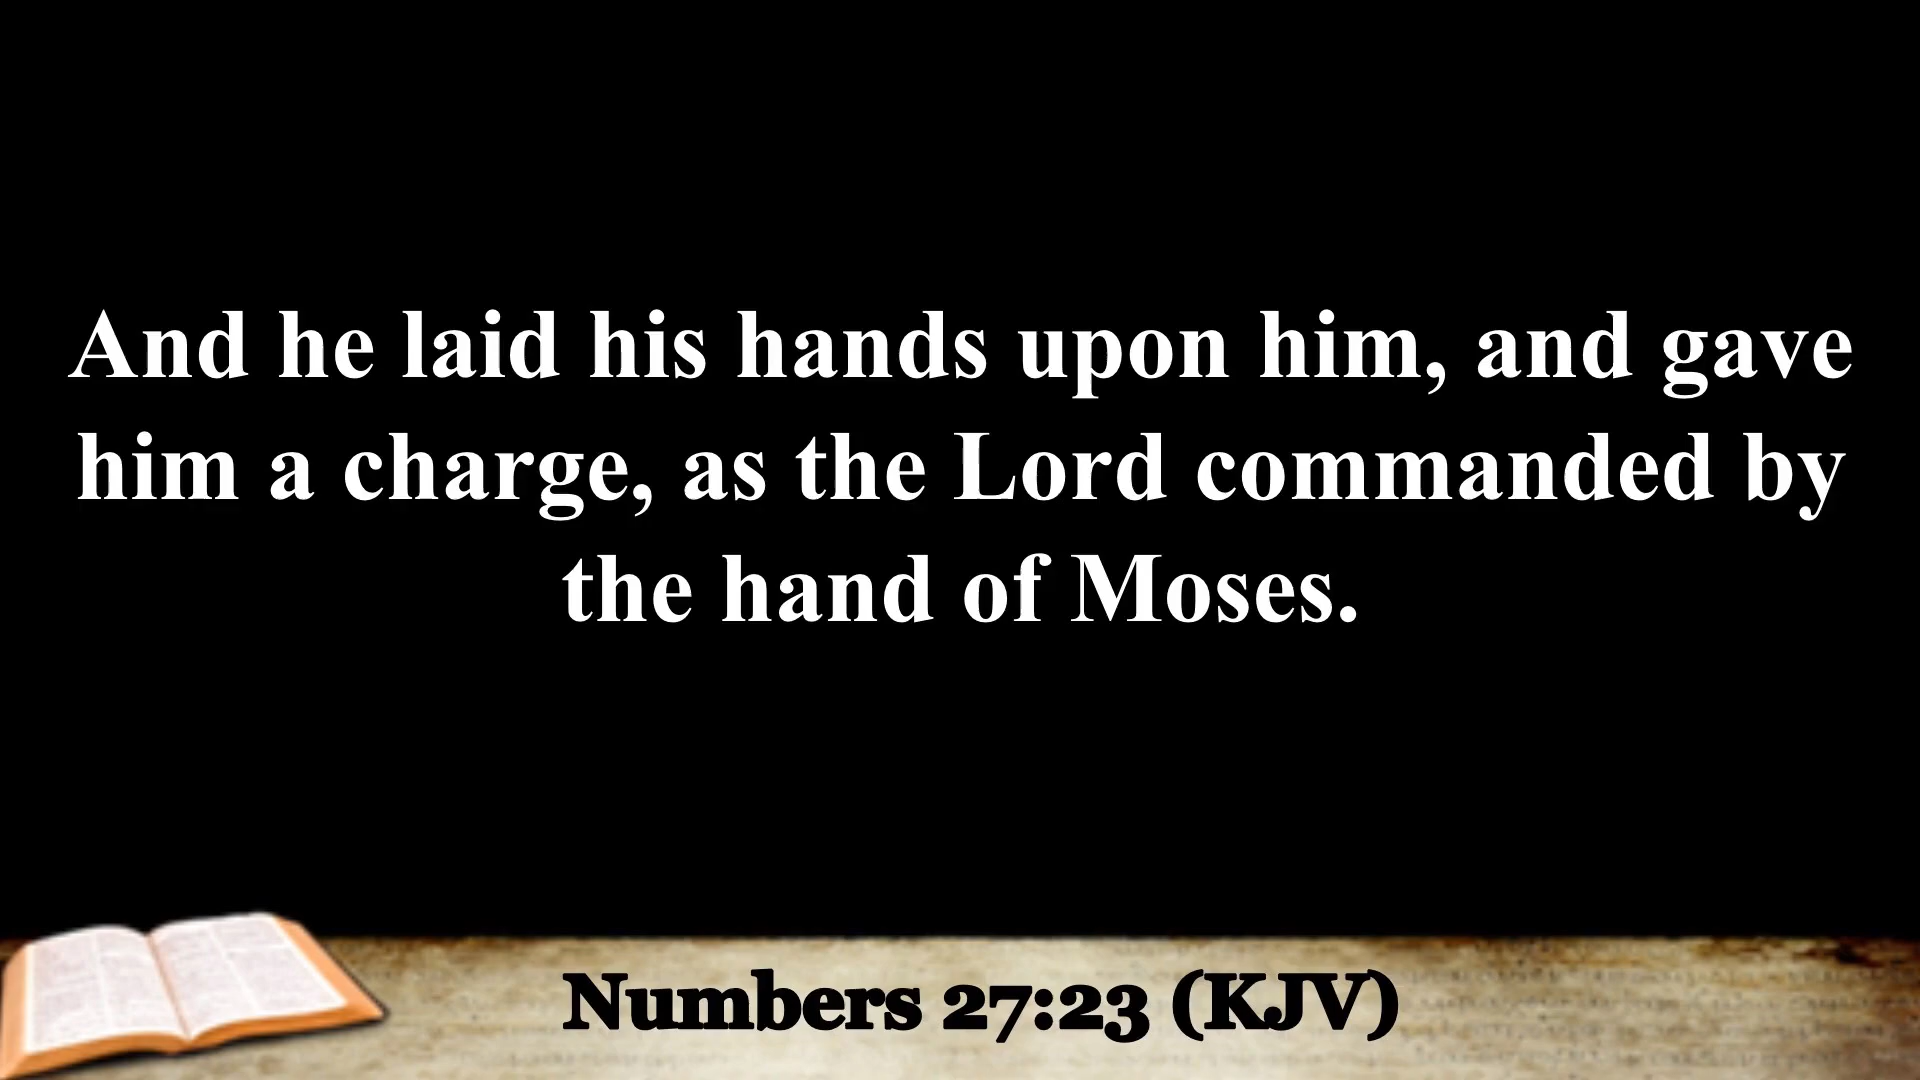 And he laid his hands upon him, and gave
him a charge, as the Lord commanded by
the hand of Moses.
Numbers 27:23 (KJV)